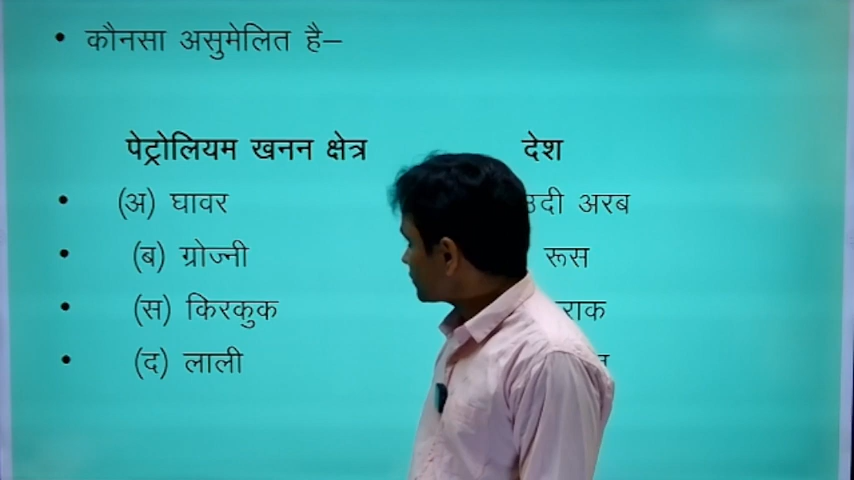 • कौनसा असुमेलित है–
पेट्रोलियम खनन क्षेत्र देश
• (अ) घावर अरब
• (ब) ग्रोज्नी रूस
• (स) किरकुक
• (द) लाली